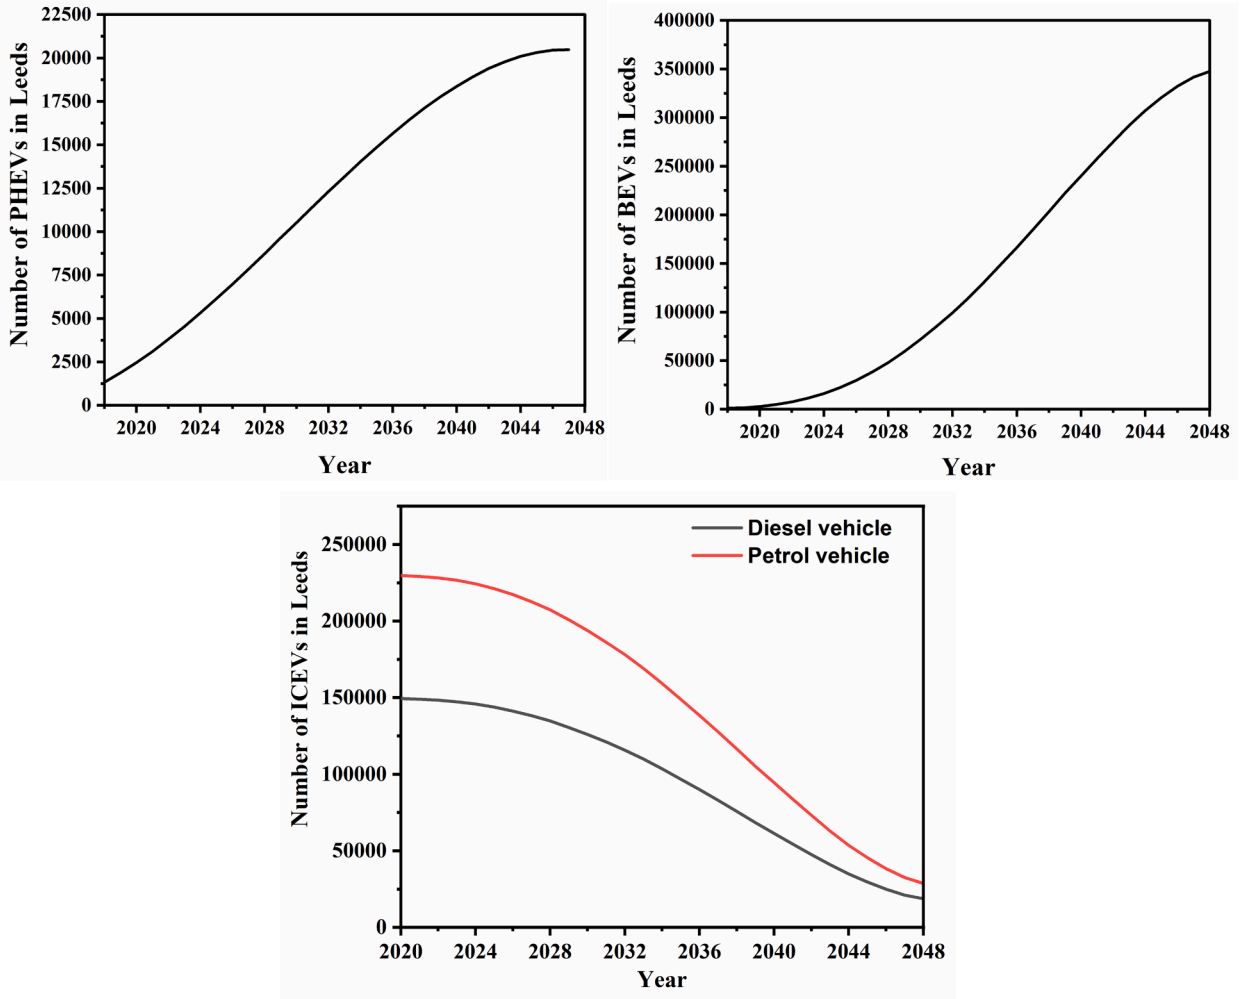 Number of PHEVs in Leeds
22500
20000
17500
15000
12500
10000
7500
5000
2500
0
2020 2024 2028 2032 2036 2040 2044 2048
Year
Number of BEVs in Leeds
400000
350000
300000
250000
200000
150000
100000
50000
0
2020 2024 2028 2032 2036 2040 2044 2048
Year
Number of ICEVs in Leeds
250000
200000
150000
100000
50000
0
Diesel vehicle
Petrol vehicle
2020 2024 2028 2032 2036 2040 2044 2048
Year